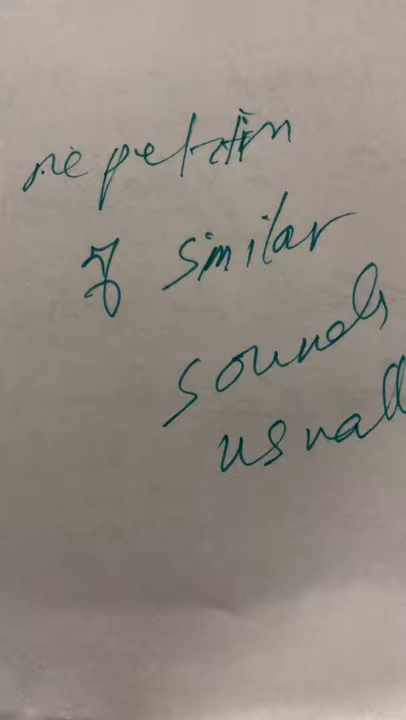 repetition
of similar
sounds
usuall